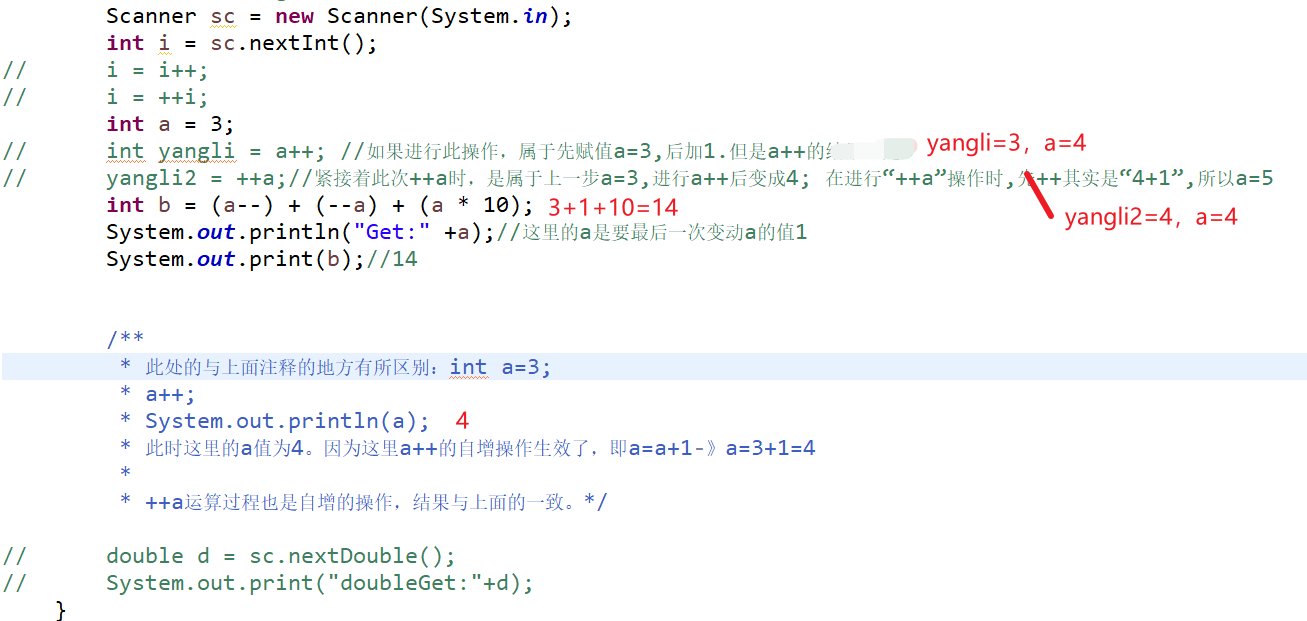 Scanner sc = new Scanner(System.in);
int i = sc.nextInt();
// i = i++;
// i = ++i;
int a = 3;
// int yangli = a++; //如果进行此操作，属于先赋值a=3,后加1.但是a++的 yangli=3，a=4
// yangli2 = ++a;//紧接着此次++a时，是属于上一步a=3,进行a++后变成4; 在进行“++a”操作时,先++其实是“4+1”,所以a=5
yangli2=4，a=4
int b = (a--) + (--a) + (a * 10); 3+1+10=14
System.out.println("Get:" +a);//这里的a是要最后一次变动a的值1
System.out.print(b);//14
/**
* 此处的与上面注释的地方有所区别：int a=3;
* a++;
* System.out.println(a); 4
* 此时这里的a值为4。因为这里a++的自增操作生效了，即a=a+1-》a=3+1=4
*
* ++a运算过程也是自增的操作，结果与上面的一致。*/
// double d = sc.nextDouble();
// System.out.print("doubleGet:"+d);
}